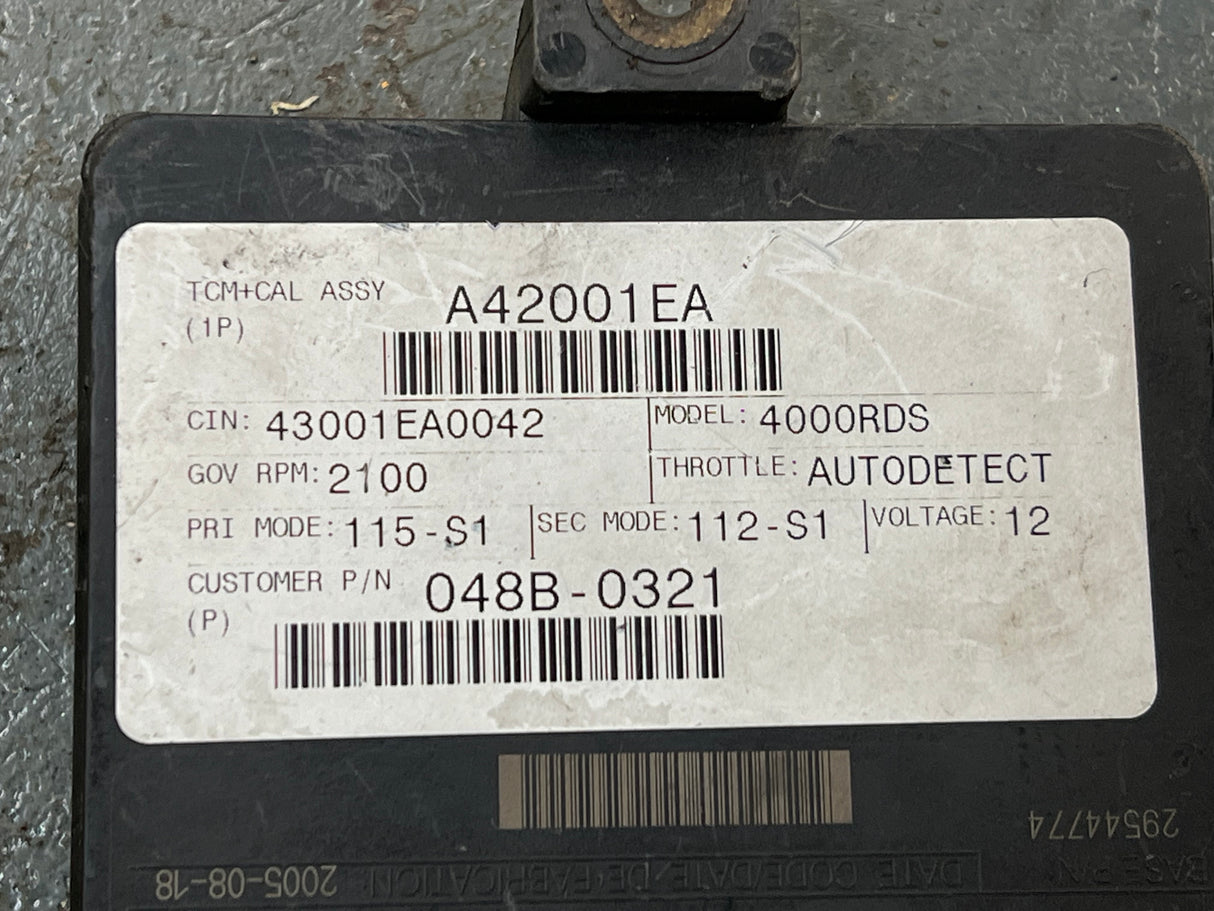 TCM+CAL ASSY A42001EA
(1P)
CIN: 43001EA0042 MODEL: 4000RDS
GOV RPM: 2100 THROTTLE: AUTODETECT
PRI MODE: 115-S1 SEC MODE: 112-S1 VOLTAGE: 12
CUSTOMER P/N 048B-0321
(P)
29544774
BASE P/N
DATE CODE/DATE DE FABRICATION: 2005-08-18